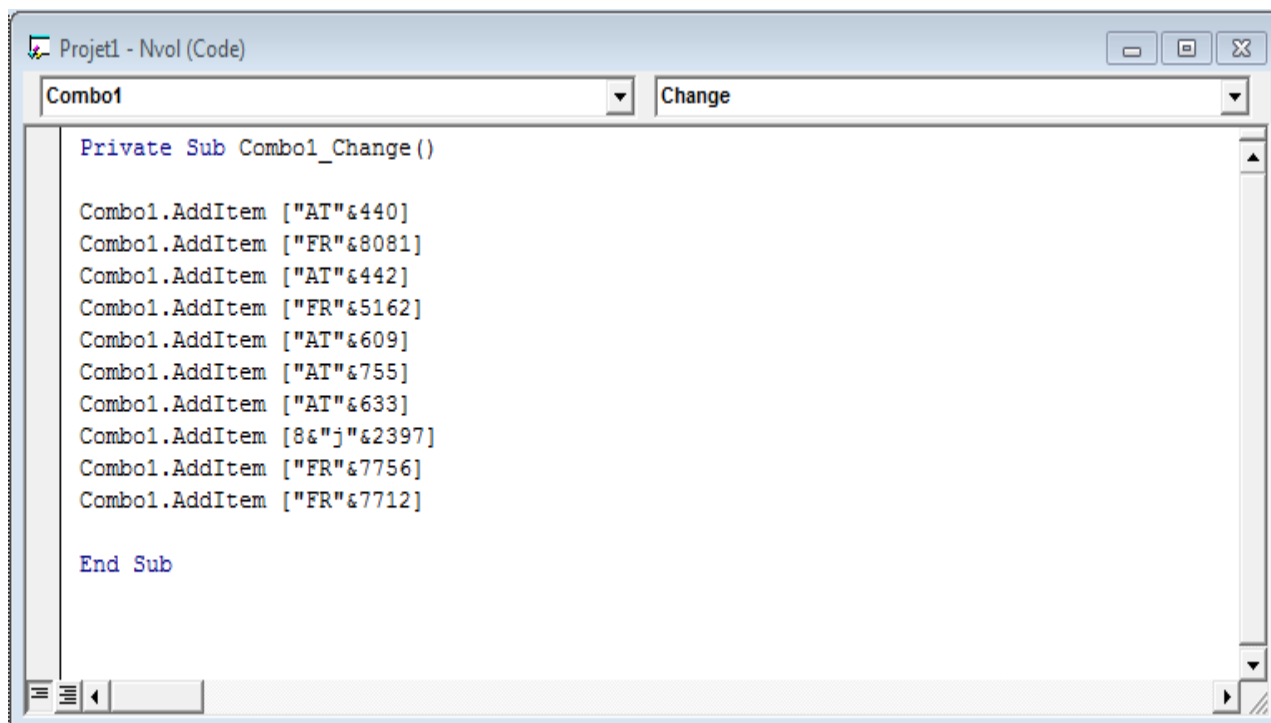 Projet1 - Nvol (Code)
Combo1 Change
Private Sub Combo1_Change()
Combo1.AddItem ["AT"&440]
Combo1.AddItem ["FR"&8081]
Combo1.AddItem ["AT"&442]
Combo1.AddItem ["FR"&5162]
Combo1.AddItem ["AT"&609]
Combo1.AddItem ["AT"&755]
Combo1.AddItem ["AT"&633]
Combo1.AddItem [8&"j"&2397]
Combo1.AddItem ["FR"&7756]
Combo1.AddItem ["FR"&7712]
End Sub